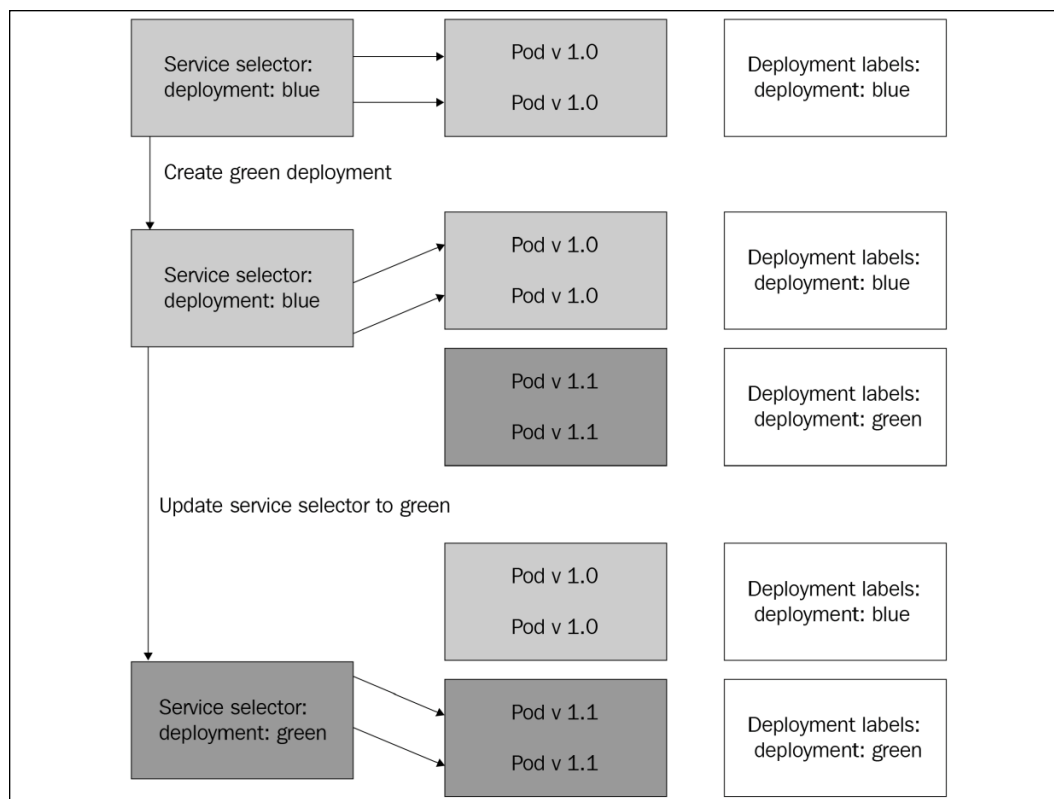 Service selector:
deployment: blue
Pod v 1.0
Pod v 1.0
Deployment labels:
deployment: blue
Create green deployment
Service selector:
deployment: blue
Pod v 1.0
Pod v 1.0
Deployment labels:
deployment: blue
Pod v 1.1
Pod v 1.1
Deployment labels:
deployment: green
Update service selector to green
Pod v 1.0
Pod v 1.0
Deployment labels:
deployment: blue
Service selector:
deployment: green
Pod v 1.1
Pod v 1.1
Deployment labels:
deployment: green